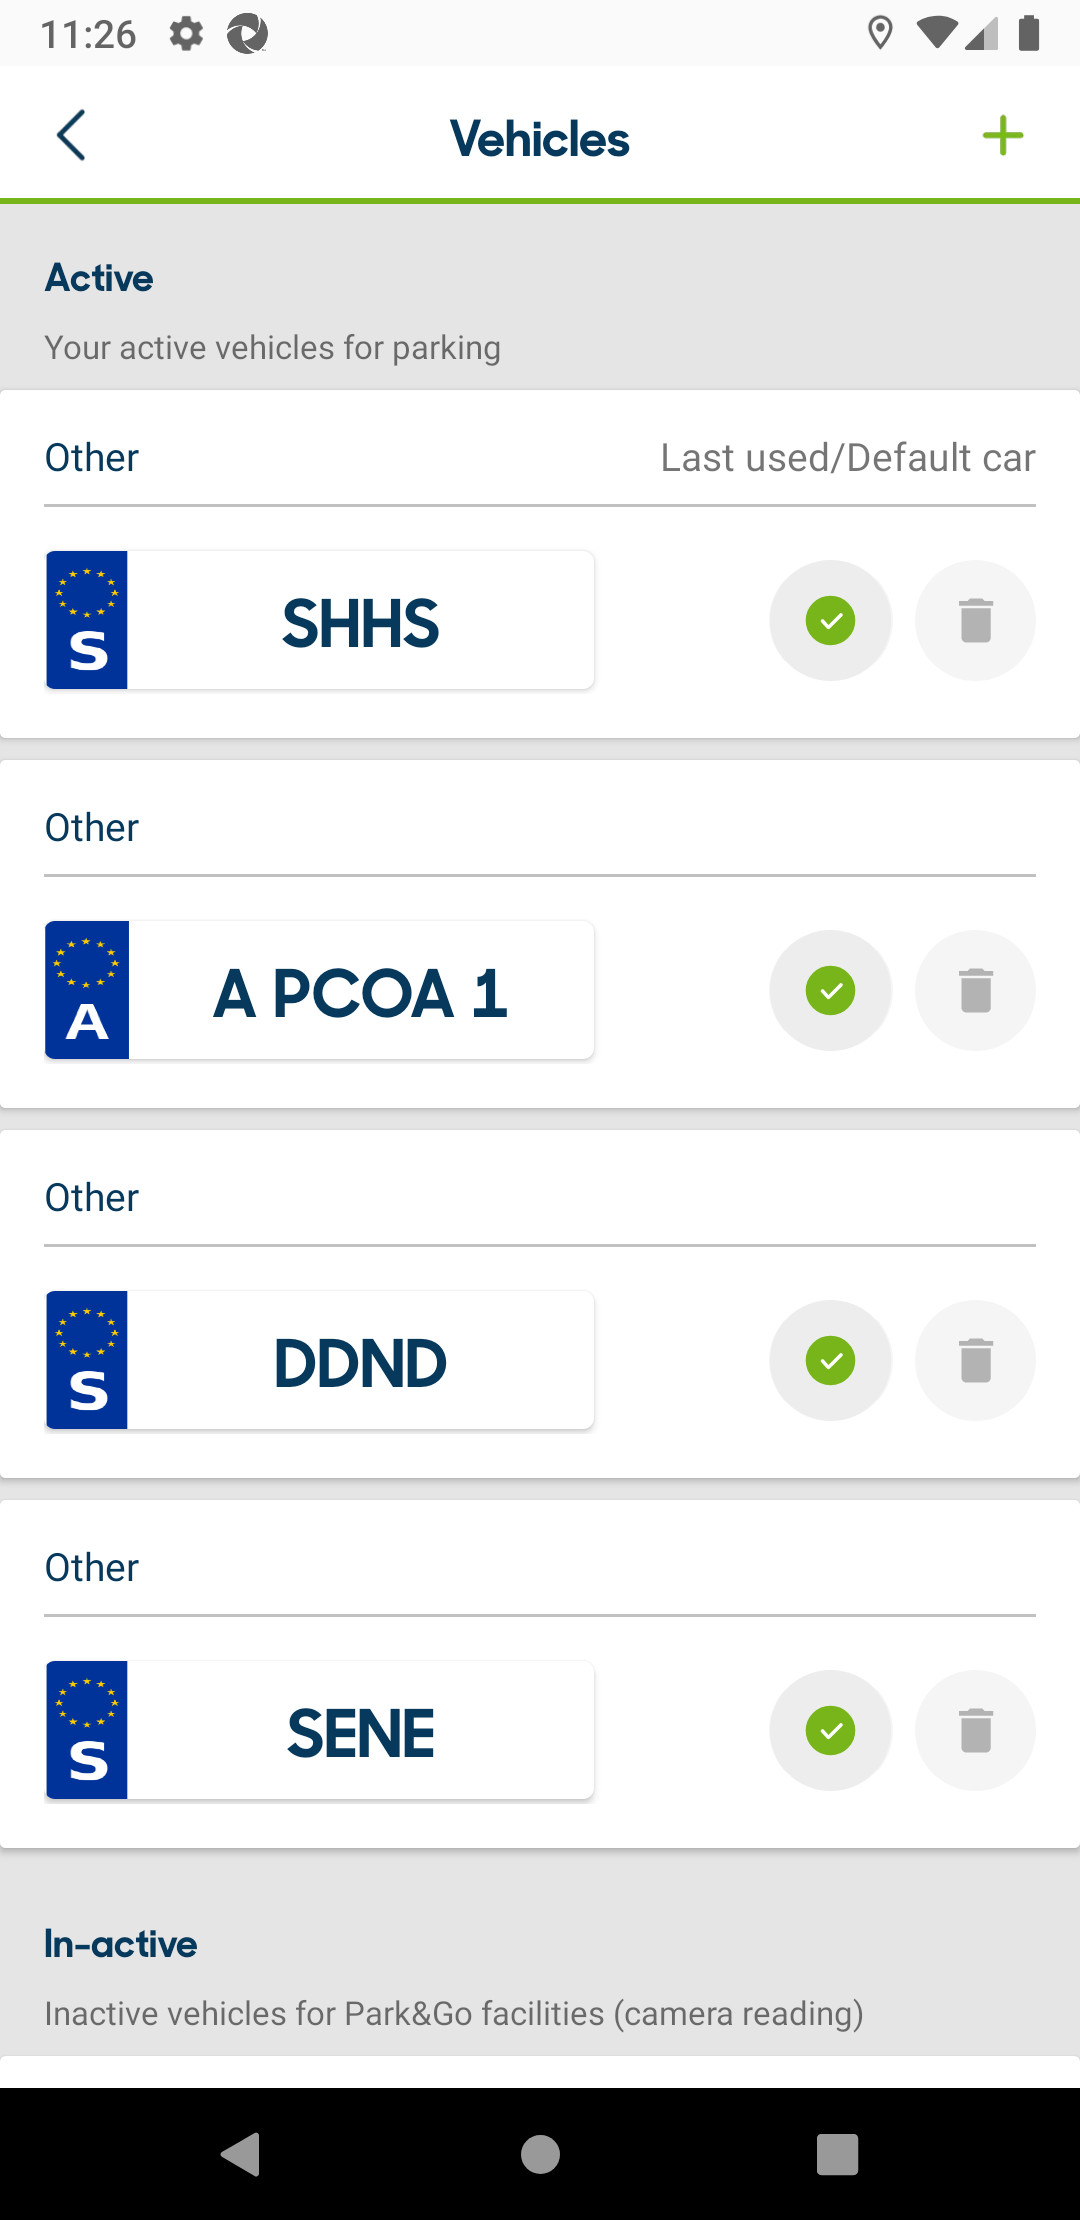 11:26
Vehicles
Active
Your active vehicles for parking
Other
Last used/Default car
S
SHHS
Other
A
A PCOA 1
Other
S
DDND
Other
S
SENE
In-active
Inactive vehicles for Park&Go facilities (camera reading)